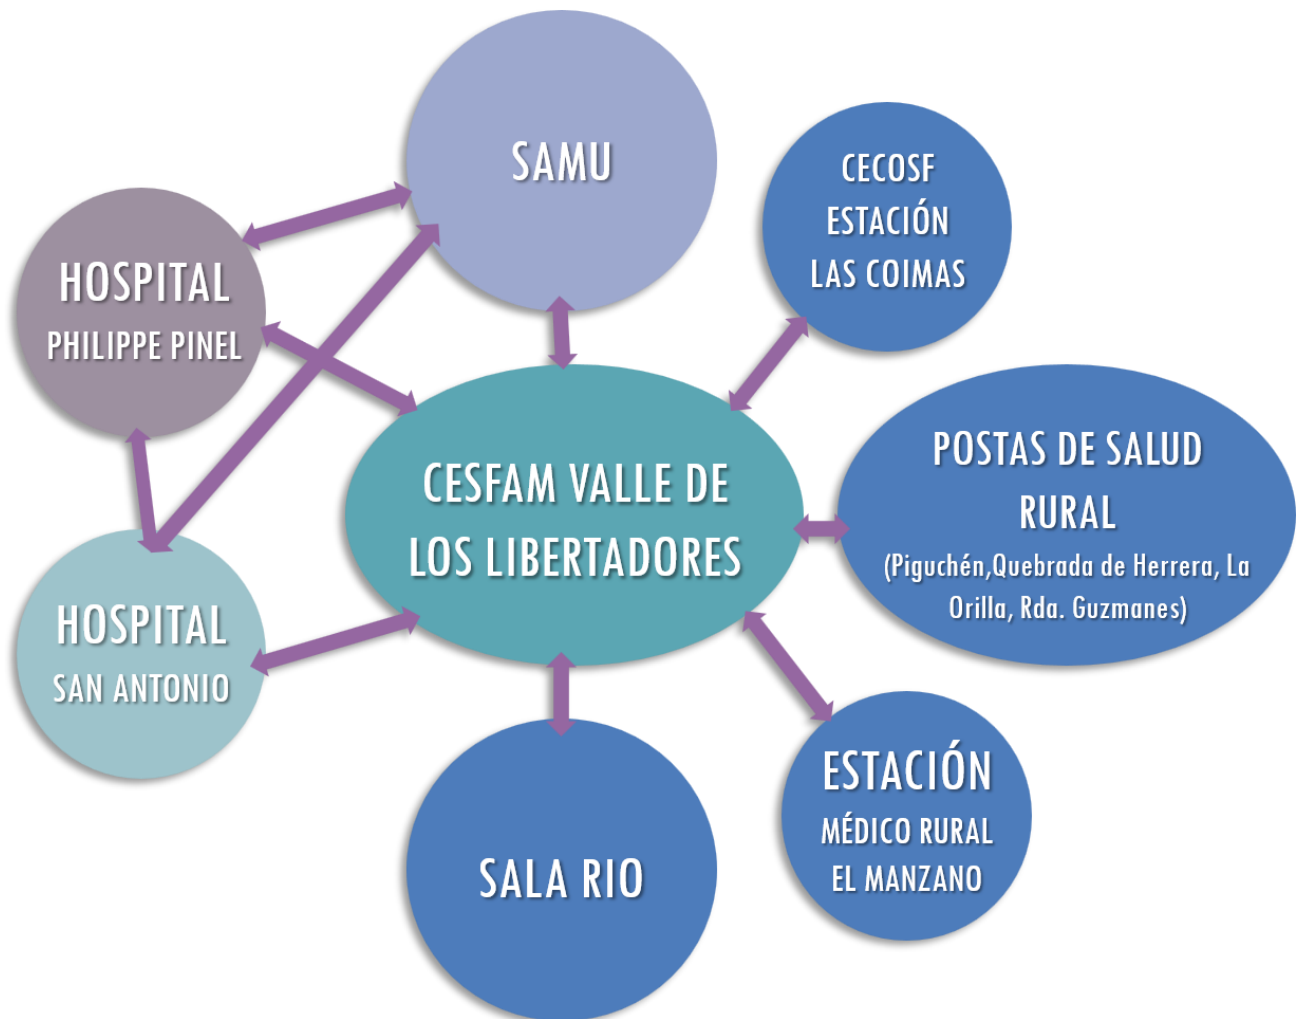 SAMU
CECOSF
ESTACIÓN
LAS COIMAS
HOSPITAL
PHILIPPE PINEL
CESFAM VALLE DE
LOS LIBERTADORES
POSTAS DE SALUD
RURAL
(Piguchén,Quebrada de Herrera, La
Orilla, Rda. Guzmanes)
HOSPITAL
SAN ANTONIO
SALA RIO
ESTACIÓN
MÉDICO RURAL
EL MANZANO